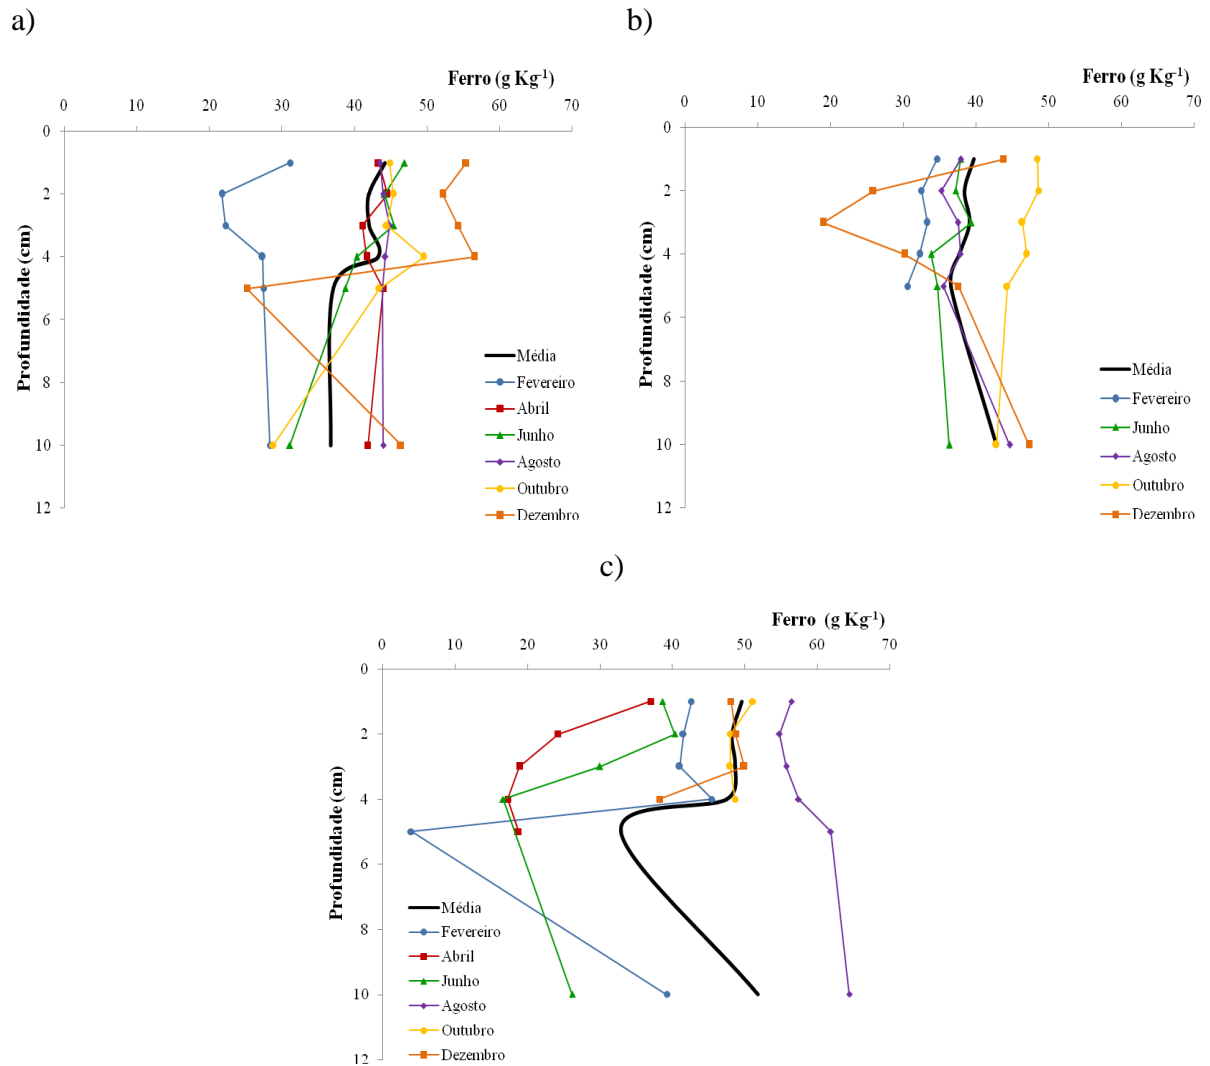 a)
Ferro (g Kg-1)
0 10 20 30 40 50 60 70
0
2
4
6
8
10
12
Profundidade (cm)
Média
Fevereiro
Abril
Junho
Agosto
Outubro
Dezembro
b)
Ferro (g Kg-1)
0 10 20 30 40 50 60 70
0
2
4
6
8
10
12
Profundidade (cm)
Média
Fevereiro
Junho
Agosto
Outubro
Dezembro
c)
Ferro (g Kg-1)
0 10 20 30 40 50 60 70
0
2
4
6
8
10
12
Profundidade (cm)
Média
Fevereiro
Abril
Junho
Agosto
Outubro
Dezembro